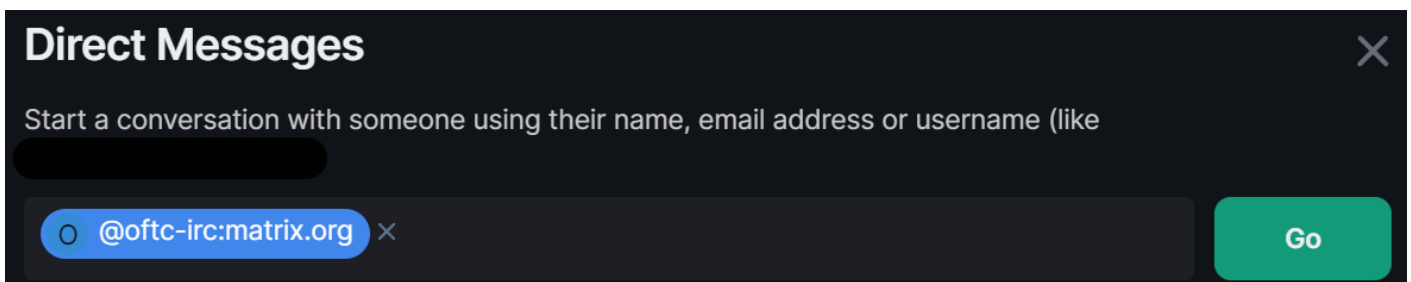 Direct Messages
Start a conversation with someone using their name, email address or username (like
O @oftc-irc:matrix.org ×
Go